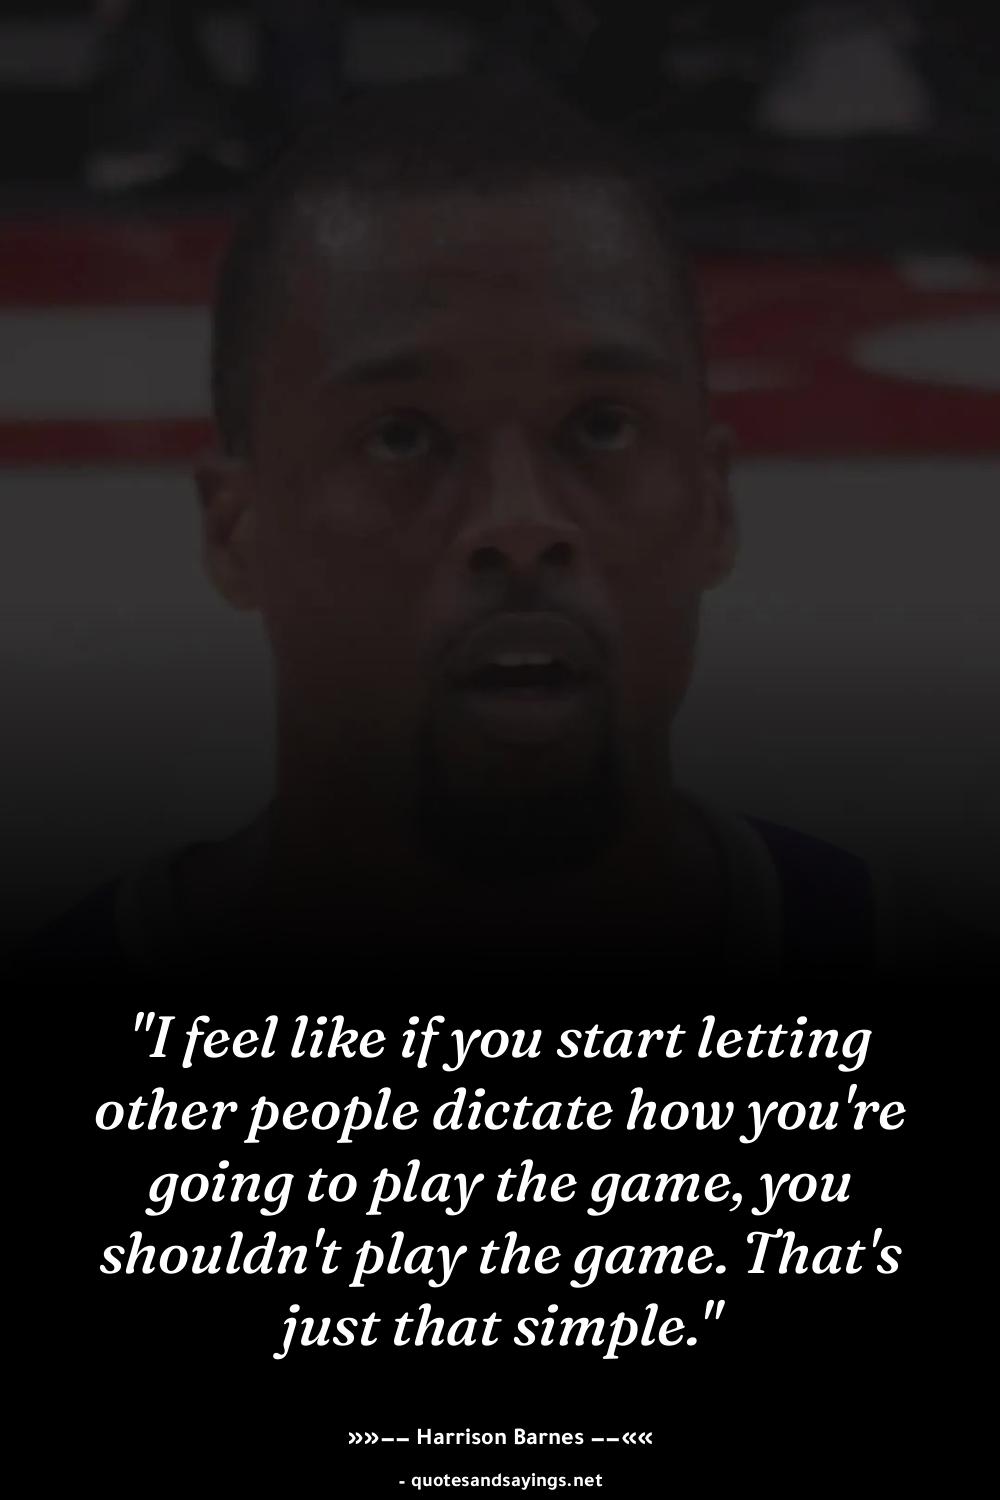 "I feel like if you start letting
other people dictate how you're
going to play the game, you
shouldn't play the game. That's
just that simple."
»»−− Harrison Barnes −−««
- quotesandsayings.net